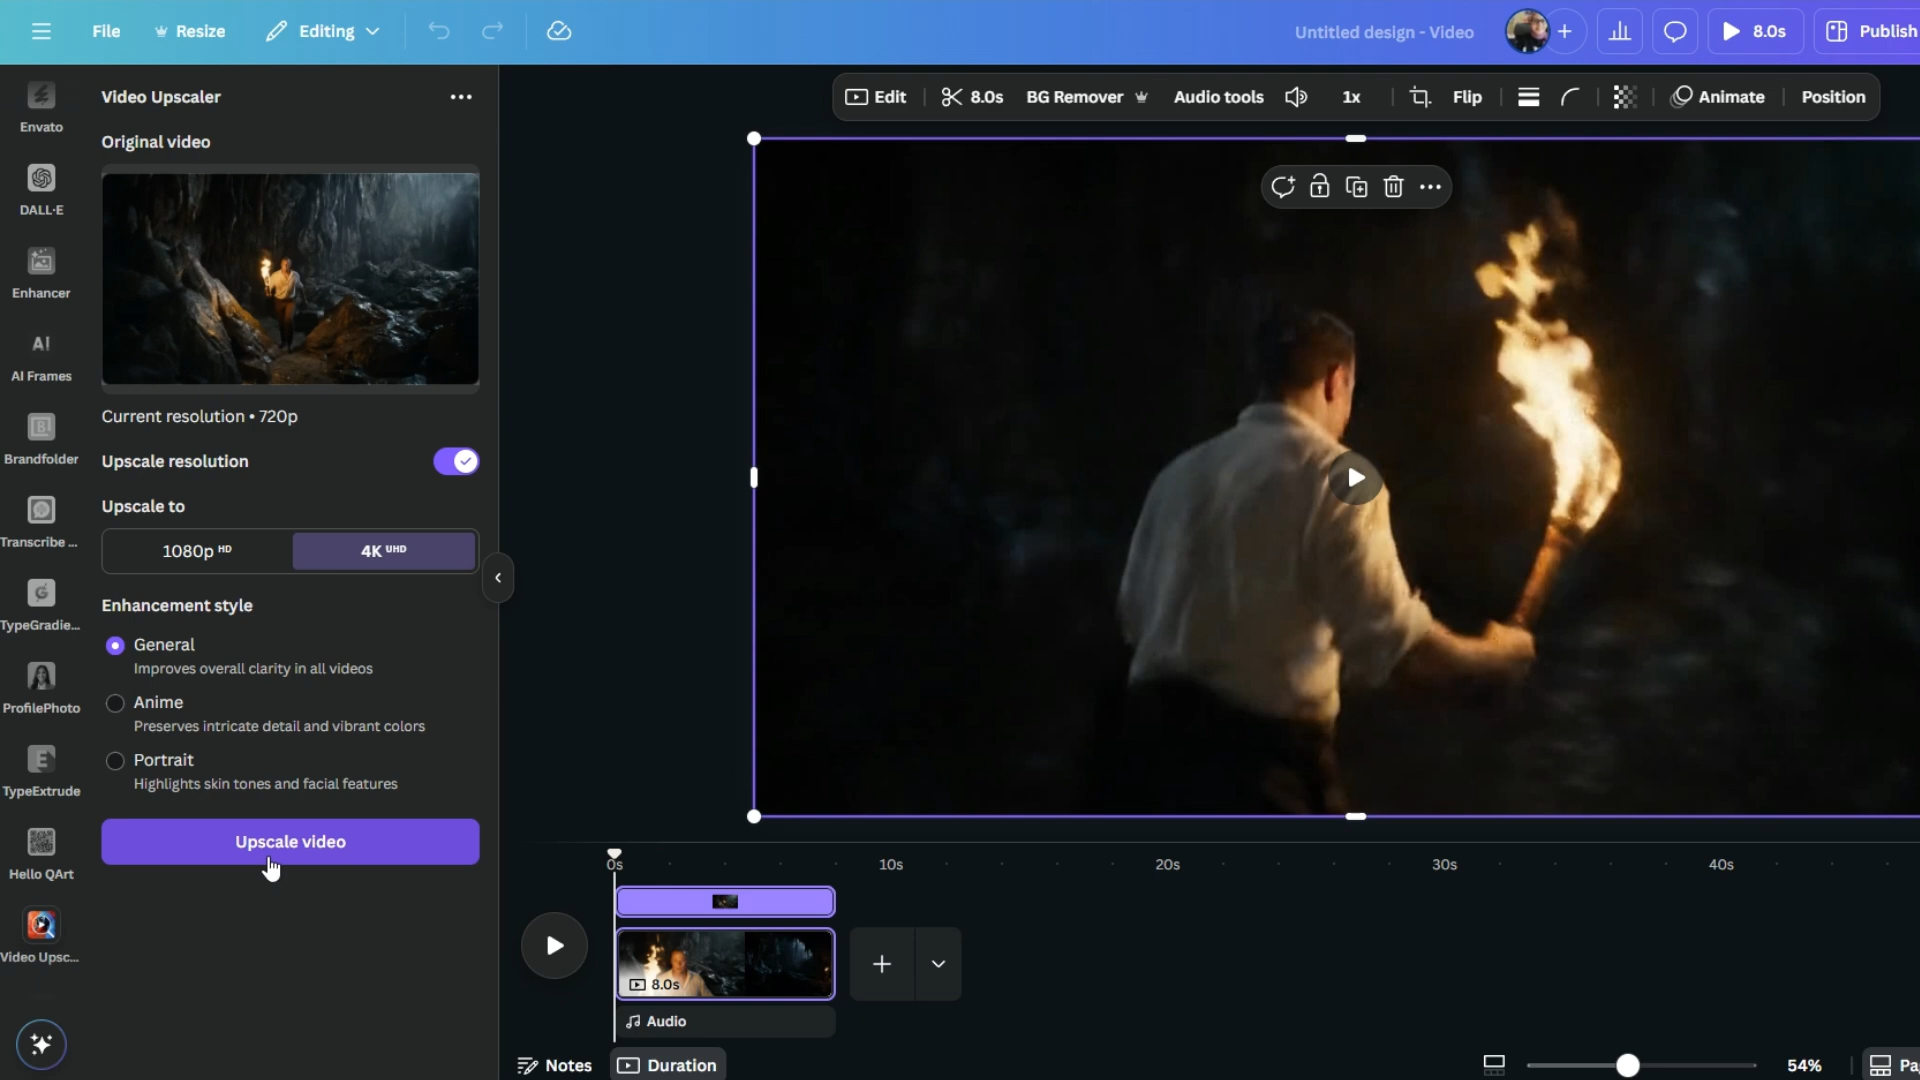 File
Resize
Editing
Untitled design - Video
8.0s
Publish
Envato
DALL·E
Enhancer
AI
AI Frames
B
Brandfolder
Transcribe ...
G
TypeGradie...
ProfilePhoto
E
TypeExtrude
Hello QArt
Video Upsc...
Video Upscaler
Original video
Current resolution • 720p
Upscale resolution
Upscale to
1080p HD
4K UHD
Enhancement style
General
Improves overall clarity in all videos
Anime
Preserves intricate detail and vibrant colors
Portrait
Highlights skin tones and facial features
Upscale video
Edit
8.0s
BG Remover
Audio tools
1x
Flip
Animate
Position
0s
10s
20s
30s
40s
8.0s
Audio
Notes
Duration
54%
Pa